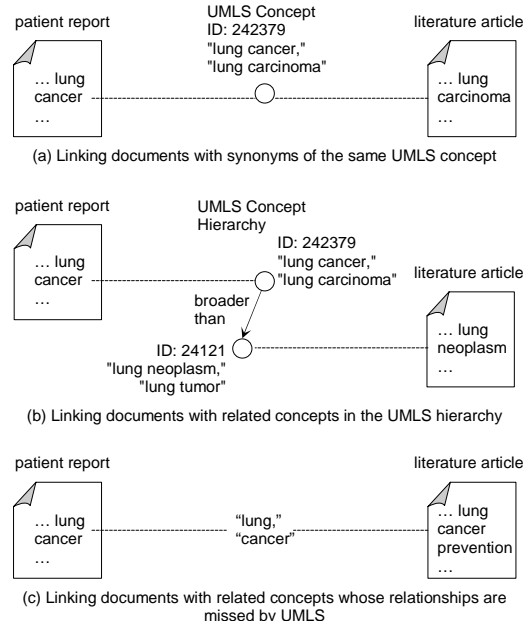 UMLS Concept
ID: 242379
"lung cancer,"
"lung carcinoma"
patient report
literature article
… lung
cancer
…
… lung
carcinoma
…
(a) Linking documents with synonyms of the same UMLS concept
patient report
UMLS Concept
Hierarchy
ID: 242379
"lung cancer,"
"lung carcinoma"
literature article
… lung
cancer
…
broader
than
… lung
neoplasm
…
ID: 24121
"lung neoplasm,"
"lung tumor"
(b) Linking documents with related concepts in the UMLS hierarchy
patient report
literature article
… lung
cancer
…
“lung,”
“cancer”
… lung
cancer
prevention
…
(c) Linking documents with related concepts whose relationships are
missed by UMLS